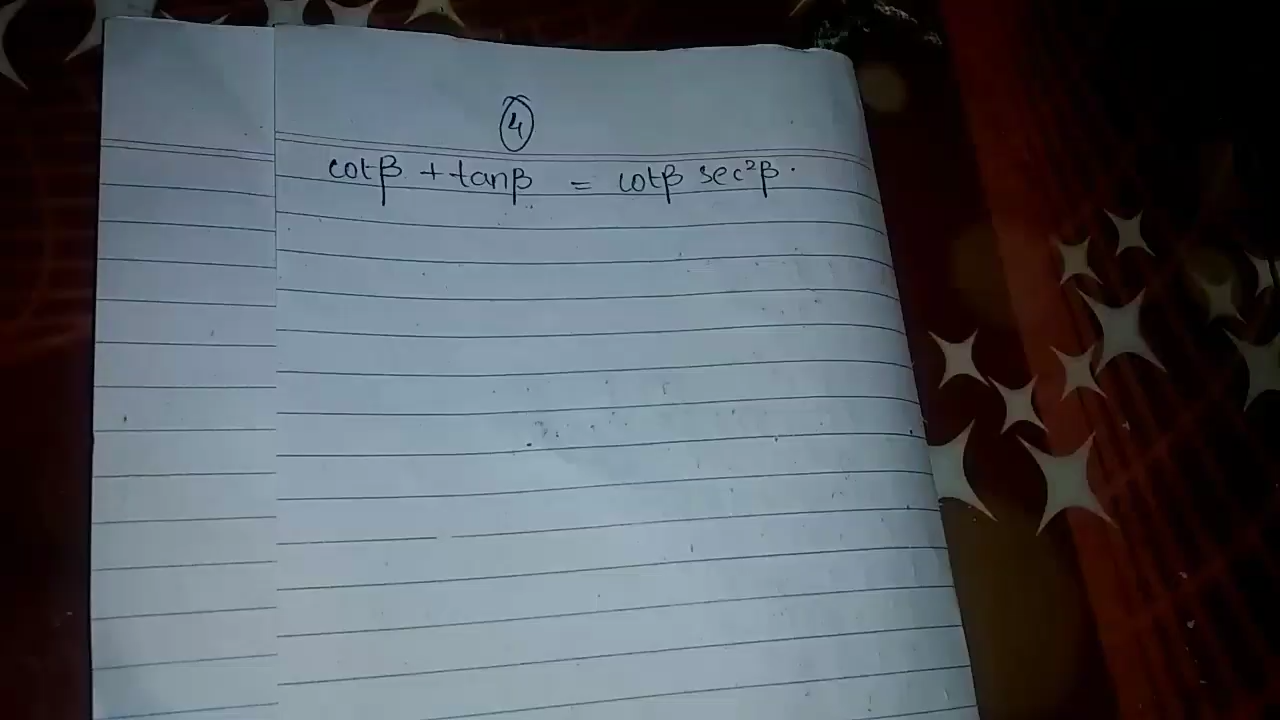 4
cotβ + tanβ = cotβ sec²β.